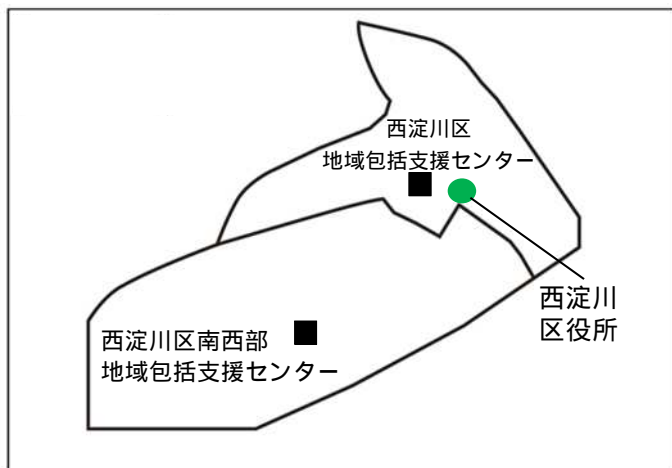 西淀川区
地域包括支援センター
西淀川
区役所
西淀川区南西部
地域包括支援センター